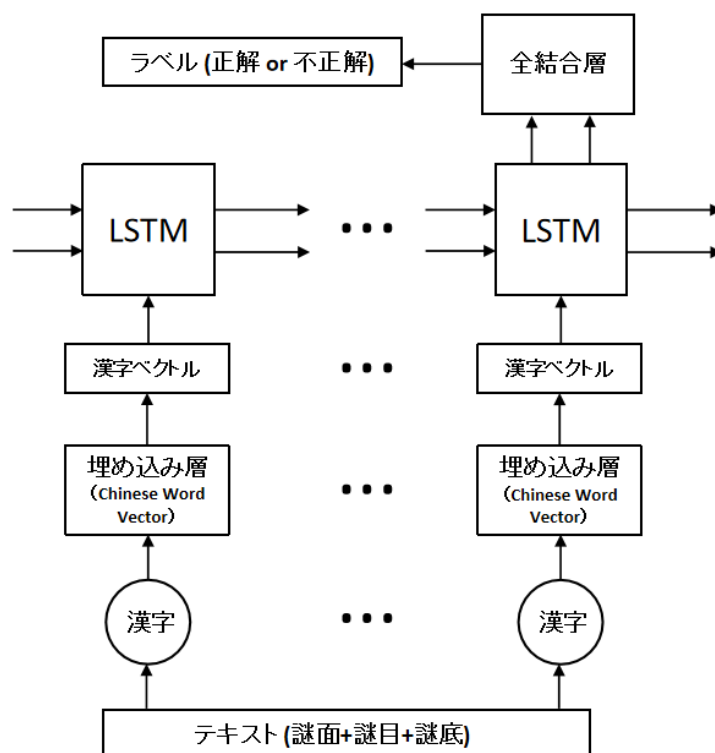 ラベル (正解 or 不正解)
全結合層
LSTM
・・・
LSTM
漢字ベクトル
・・・
漢字ベクトル
埋め込み層
（Chinese Word
Vector）
・・・
埋め込み層
（Chinese Word
Vector）
漢字
・・・
漢字
テキスト (謎面+謎目+謎底)